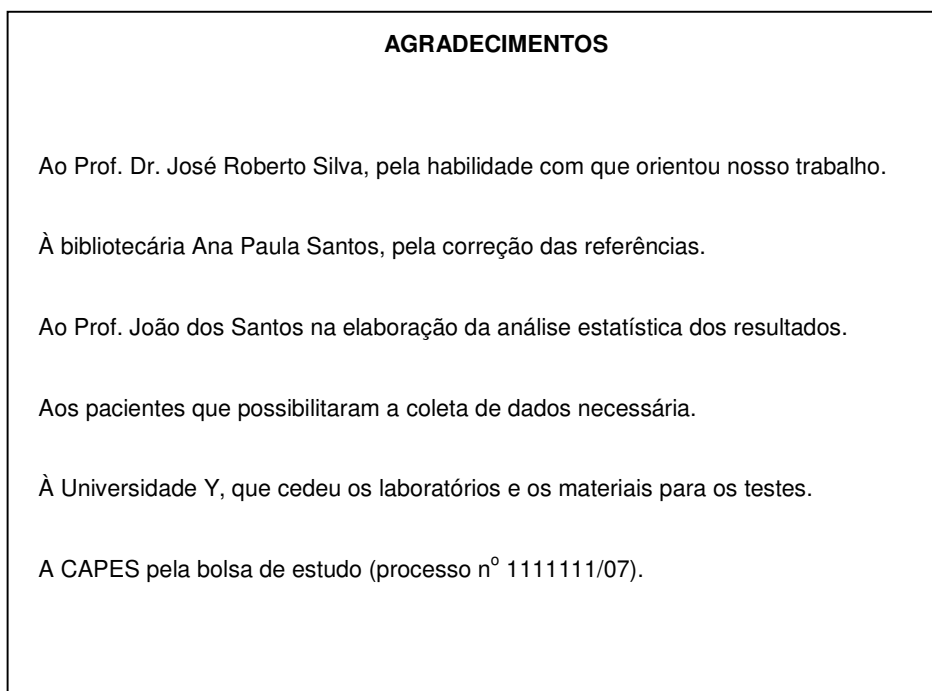 AGRADECIMENTOS
Ao Prof. Dr. José Roberto Silva, pela habilidade com que orientou nosso trabalho.
À bibliotecária Ana Paula Santos, pela correção das referências.
Ao Prof. João dos Santos na elaboração da análise estatística dos resultados.
Aos pacientes que possibilitaram a coleta de dados necessária.
À Universidade Y, que cedeu os laboratórios e os materiais para os testes.
A CAPES pela bolsa de estudo (processo nº 1111111/07).